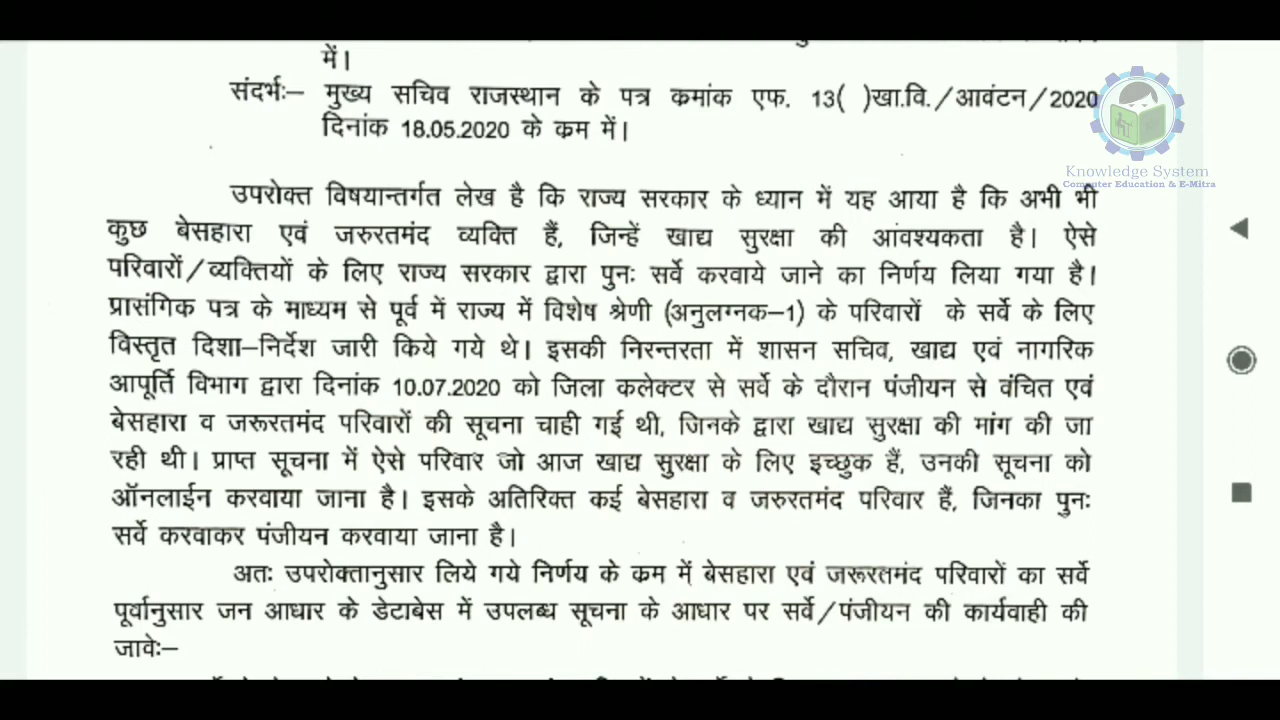 में।
संदर्भः– मुख्य सचिव राजस्थान के पत्र कमांक एफ. 13( )खा.वि./आवंटन/2020
दिनांक 18.05.2020 के कम में।
Knowledge System
Computer Education & E-Mitra
उपरोक्त विषयान्तर्गत लेख है कि राज्य सरकार के ध्यान में यह आया है कि अभी भी
कुछ बेसहारा एवं जरुरतमंद व्यक्ति हैं, जिन्हें खाद्य सुरक्षा की आंवश्यकता है। ऐसे
परिवारों/व्यक्तियों के लिए राज्य सरकार द्वारा पुनः सर्वे करवाये जाने का निर्णय लिया गया है।
प्रासंगिक पत्र के माध्यम से पूर्व में राज्य में विशेष श्रेणी (अनुलग्नक–1) के परिवारों के सर्वे के लिए
विस्तृत दिशा–निर्देश जारी किये गये थे। इसकी निरन्तरता में शासन सचिव, खाद्य एवं नागरिक
आपूर्ति विभाग द्वारा दिनांक 10.07.2020 को जिला कलेक्टर से सर्वे के दौरान पंजीयन से वंचित एवं
बेसहारा व जरूरतमंद परिवारों की सूचना चाही गई थी, जिनके द्वारा खाद्य सुरक्षा की मांग की जा
रही थी। प्राप्त सूचना में ऐसे परिवार जो आज खाद्य सुरक्षा के लिए इच्छुक हैं, उनकी सूचना को
ऑनलाईन करवाया जाना है। इसके अतिरिक्त कई बेसहारा व जरुरतमंद परिवार हैं, जिनका पुनः
सर्वे करवाकर पंजीयन करवाया जाना है।
अतः उपरोक्तानुसार लिये गये निर्णय के कम में बेसहारा एवं जरूरतमंद परिवारों का सर्वे
पूर्वानुसार जन आधार के डेटाबेस में उपलब्ध सूचना के आधार पर सर्वे/पंजीयन की कार्यवाही की
जावेः–